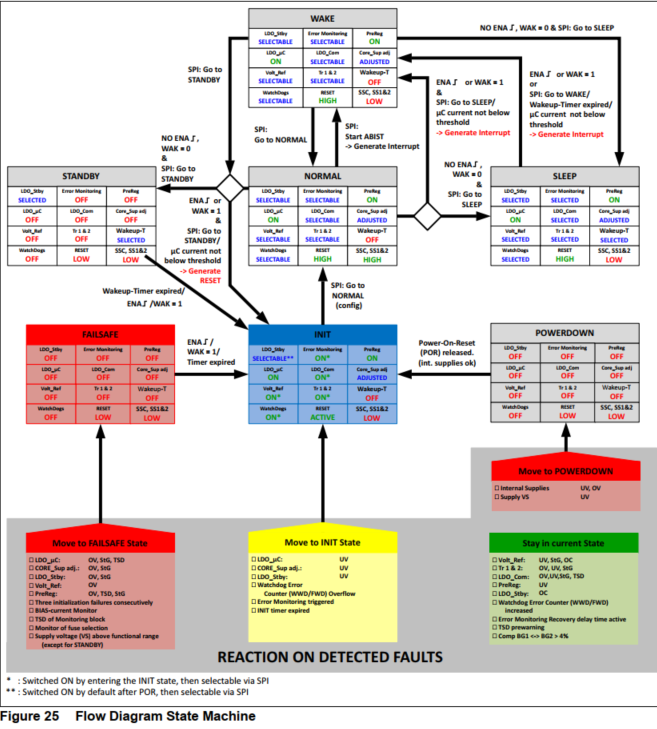 WAKE
LDO_Stby Error Monitoring PreReg
SELECTABLE SELECTABLE ON
LDO_µC LDO_Com Core_Sup adj
ON SELECTABLE ADJUSTED
Volt_Ref Tr 1 & 2 Wakeup-T
SELECTABLE SELECTABLE OFF
WatchDogs RESET SSC, SS1&2
SELECTABLE HIGH LOW
NO ENA ⎍, WAK = 0 & SPI: Go to SLEEP
SPI: Go to
STANDBY
SPI:
Go to NORMAL
SPI:
Start ABIST
-> Generate Interrupt
ENA ⎍ or WAK = 1
&
SPI: Go to SLEEP/
µC current not below
threshold
-> Generate Interrupt
ENA ⎍ or WAK = 1
or
SPI: Go to WAKE/
Wakeup-Timer expired/
µC current not below
threshold
-> Generate Interrupt
NO ENA ⎍,
WAK = 0
&
SPI: Go to
STANDBY
STANDBY
LDO_Stby Error Monitoring PreReg
SELECTED OFF OFF
LDO_µC LDO_Com Core_Sup adj
OFF OFF OFF
Volt_Ref Tr 1 & 2 Wakeup-T
OFF OFF SELECTED
WatchDogs RESET SSC, SS1&2
OFF LOW LOW
ENA ⎍ or
WAK = 1
&
SPI: Go to
STANDBY/
µC current not
below threshold
-> Generate
RESET
NORMAL
LDO_Stby Error Monitoring PreReg
SELECTABLE SELECTABLE ON
LDO_µC LDO_Com Core_Sup adj
ON SELECTABLE ADJUSTED
Volt_Ref Tr 1 & 2 Wakeup-T
SELECTABLE SELECTABLE OFF
WatchDogs RESET SSC, SS1&2
SELECTABLE HIGH HIGH
NO ENA ⎍,
WAK = 0
&
SPI: Go to
SLEEP
SLEEP
LDO_Stby Error Monitoring PreReg
SELECTED SELECTED ON
LDO_µC LDO_Com Core_Sup adj
ON SELECTED ADJUSTED
Volt_Ref Tr 1 & 2 Wakeup-T
SELECTED SELECTED SELECTED
WatchDogs RESET SSC, SS1&2
SELECTED HIGH LOW
Wakeup-Timer expired/
ENA⎍ /WAK = 1
SPI: Go to
NORMAL
(config)
FAILSAFE
LDO_Stby Error Monitoring PreReg
OFF OFF OFF
LDO_µC LDO_Com Core_Sup adj
OFF OFF OFF
Volt_Ref Tr 1 & 2 Wakeup-T
OFF OFF OFF
WatchDogs RESET SSC, SS1&2
OFF LOW LOW
ENA ⎍/
WAK = 1/
Timer expired
INIT
LDO_Stby Error Monitoring PreReg
SELECTABLE** ON* ON
LDO_µC LDO_Com Core_Sup adj
ON ON* ADJUSTED
Volt_Ref Tr 1 & 2 Wakeup-T
ON* ON* OFF
WatchDogs RESET SSC, SS1&2
ON* ACTIVE LOW
Power-On-Reset
(POR) released.
(int. supplies ok)
POWERDOWN
LDO_Stby Error Monitoring PreReg
OFF OFF OFF
LDO_µC LDO_Com Core_Sup adj
OFF OFF OFF
Volt_Ref Tr 1 & 2 Wakeup-T
OFF OFF OFF
WatchDogs RESET SSC, SS1&2
OFF LOW LOW
Move to POWERDOWN
☐ Internal Supplies UV, OV
☐ Supply VS UV
Move to FAILSAFE State
☐ LDO_µC: OV, StG, TSD
☐ CORE_Sup adj.: OV, StG
☐ LDO_Stby: OV, StG
☐ Volt_Ref: OV
☐ PreReg: OV, TSD, StG
☐ Three initialization failures consecutively
☐ BIAS-current Monitor
☐ TSD of Monitoring block
☐ Monitor of fuse selection
☐ Supply voltage (VS) above functional range
(except for STANDBY)
Move to INIT State
☐ LDO_µC: UV
☐ CORE_Sup adj.: UV
☐ LDO_Stby: UV
☐ Watchdog Error
Counter (WWD/FWD) Overflow
☐ Error Monitoring triggered
☐ INIT timer expired
Stay in current State
☐ Volt_Ref: UV, StG, OC
☐ Tr 1 & 2: OV, UV, StG
☐ LDO_Com: OV,UV,StG, TSD
☐ PreReg: UV
☐ LDO_Stby: OC
☐ Watchdog Error Counter (WWD/FWD)
increased
☐ Error Monitoring Recovery delay time active
☐ TSD prewarning
☐ Comp BG1 <-> BG2 > 4%
REACTION ON DETECTED FAULTS
* : Switched ON by entering the INIT state, then selectable via SPI
** : Switched ON by default after POR, then selectable via SPI
Figure 25 Flow Diagram State Machine